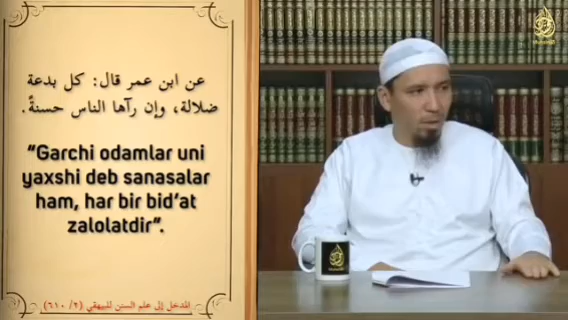 عن ابن عمر قال: كل بدعة
ضلالة، وإن رآها الناس حسنةً.
“Garchi odamlar uni
yaxshi deb sanasalar
ham, har bir bid’at
zalolatdir”.
المدخل إلى علم السنن للبيهقي (٢/ ٦١٠)